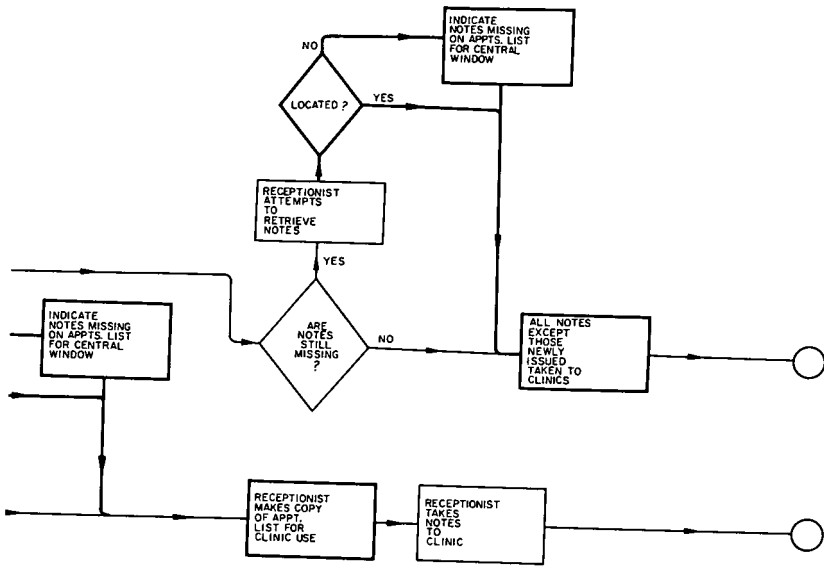 INDICATE
NOTES MISSING
ON APPTS. LIST
FOR CENTRAL
WINDOW
NO
LOCATED ?
YES
RECEPTIONIST
ATTEMPTS
TO
RETRIEVE
NOTES
YES
INDICATE
NOTES MISSING
ON APPTS. LIST
FOR CENTRAL
WINDOW
ARE
NOTES
STILL
MISSING
?
NO
ALL NOTES
EXCEPT
THOSE
NEWLY
ISSUED
TAKEN TO
CLINICS
RECEPTIONIST
MAKES COPY
OF APPT.
LIST FOR
CLINIC USE
RECEPTIONIST
TAKES
NOTES
TO
CLINIC